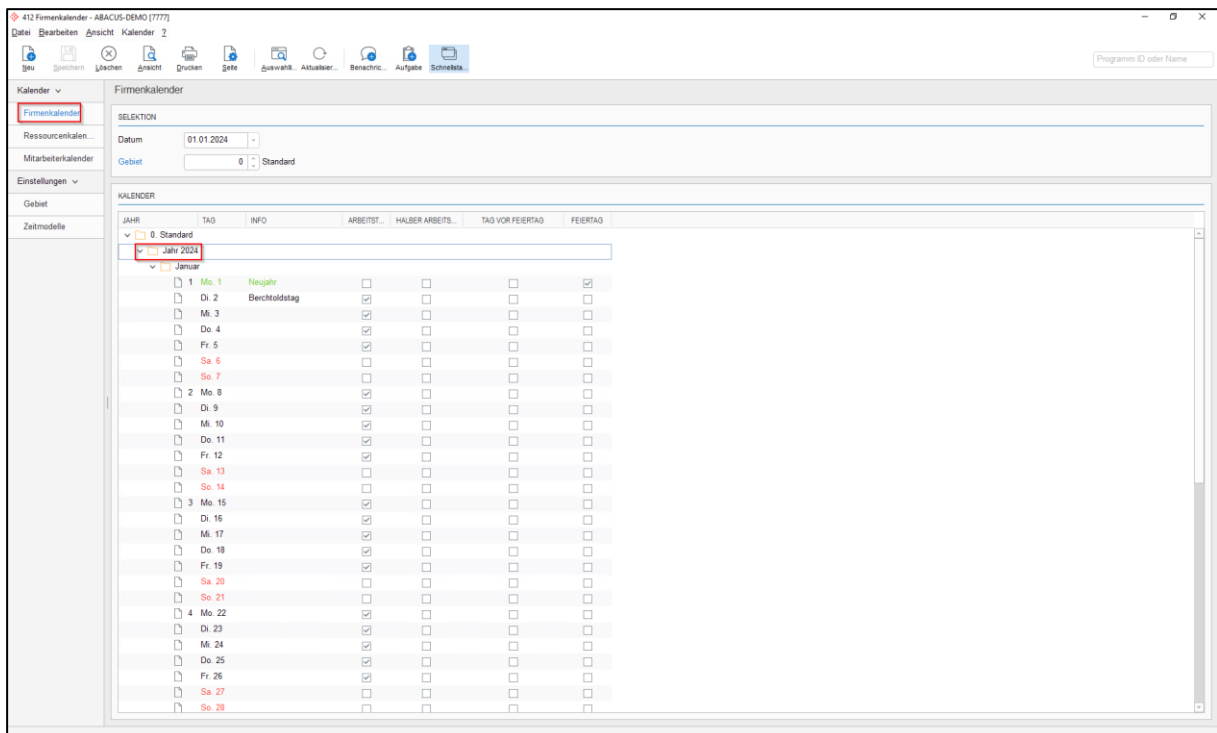 412 Firmenkalender - ABACUS-DEMO [7777]
Datei Bearbeiten Ansicht Kalender ?
Neu Speichern Löschen Ansicht Drucken Seite Auswahll... Aktualisier... Benachric... Aufgabe Schnellsta...
Programm ID oder Name
Kalender
Firmenkalender
Ressourcenkalen...
Mitarbeiterkalender
Einstellungen
Gebiet
Zeitmodelle
Firmenkalender
SELEKTION
Datum 01.01.2024
Gebiet 0 Standard
KALENDER
JAHR TAG INFO ARBEITST... HALBER ARBEITS... TAG VOR FEIERTAG FEIERTAG
0. Standard
Jahr 2024
Januar
1 Mo. 1 Neujahr
Di. 2 Berchtoldstag
Mi. 3
Do. 4
Fr. 5
Sa. 6
So. 7
2 Mo. 8
Di. 9
Mi. 10
Do. 11
Fr. 12
Sa. 13
So. 14
3 Mo. 15
Di. 16
Mi. 17
Do. 18
Fr. 19
Sa. 20
So. 21
4 Mo. 22
Di. 23
Mi. 24
Do. 25
Fr. 26
Sa. 27
So. 28